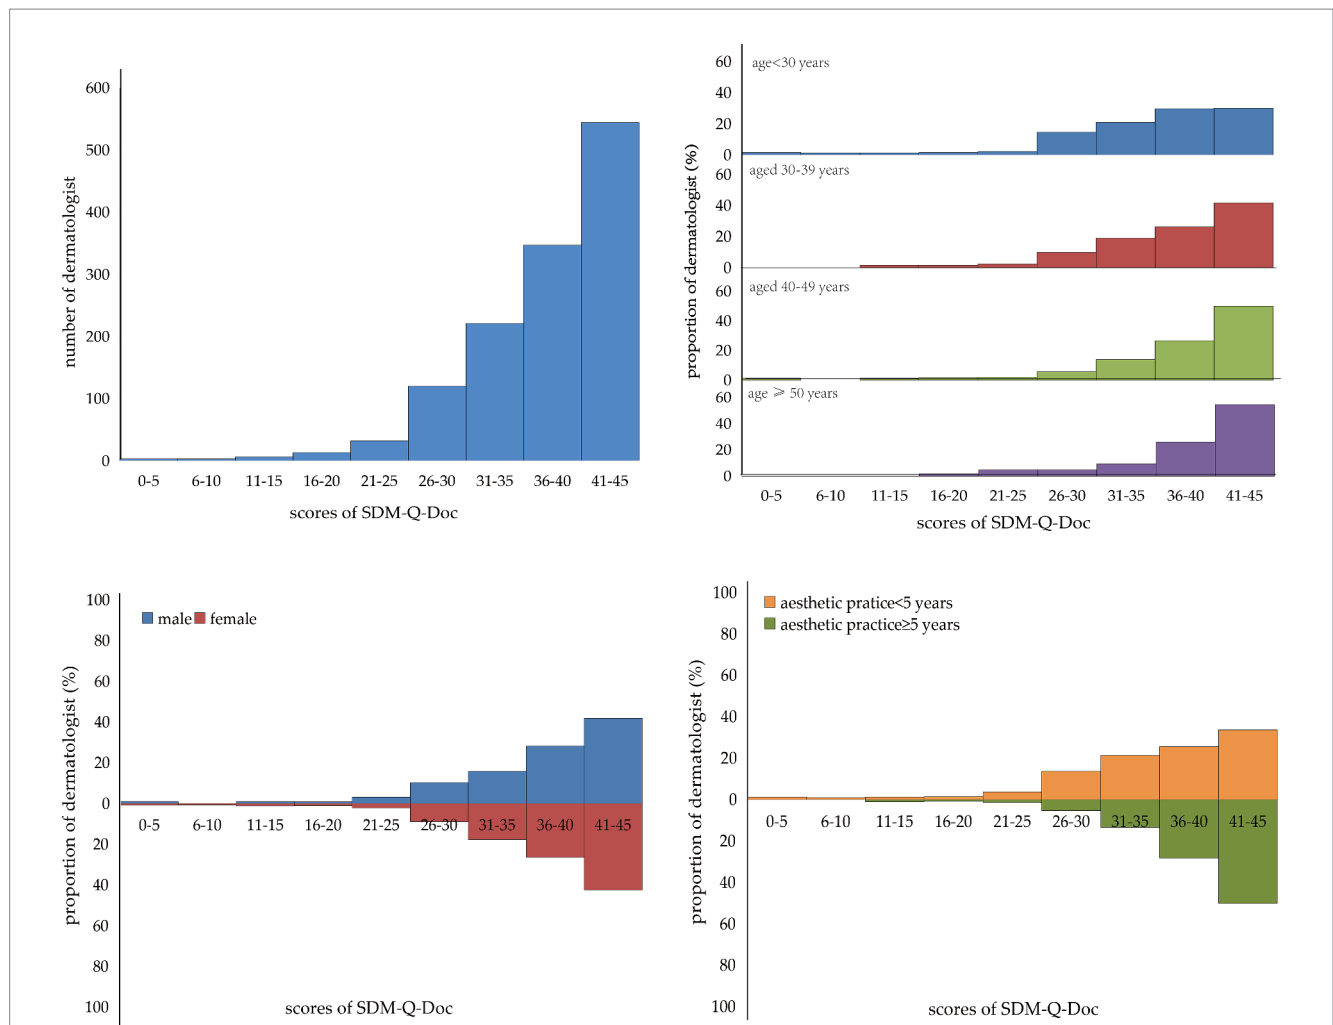 600
500
400
300
200
100
0
number of dermatologist
0-5 6-10 11-15 16-20 21-25 26-30 31-35 36-40 41-45
scores of SDM-Q-Doc
proportion of dermatologist (%)
age<30 years
60
40
20
0
aged 30-39 years
60
40
20
0
aged 40-49 years
60
40
20
0
age ⩾ 50 years
60
40
20
0
0-5 6-10 11-15 16-20 21-25 26-30 31-35 36-40 41-45
scores of SDM-Q-Doc
male female
100
80
60
40
20
0
20
40
60
80
100
proportion of dermatologist (%)
0-5 6-10 11-15 16-20 21-25 26-30 31-35 36-40 41-45
scores of SDM-Q-Doc
aesthetic pratice<5 years
aesthetic practice≥5 years
100
80
60
40
20
0
20
40
60
80
100
proportion of dermatologist (%)
0-5 6-10 11-15 16-20 21-25 26-30 31-35 36-40 41-45
scores of SDM-Q-Doc